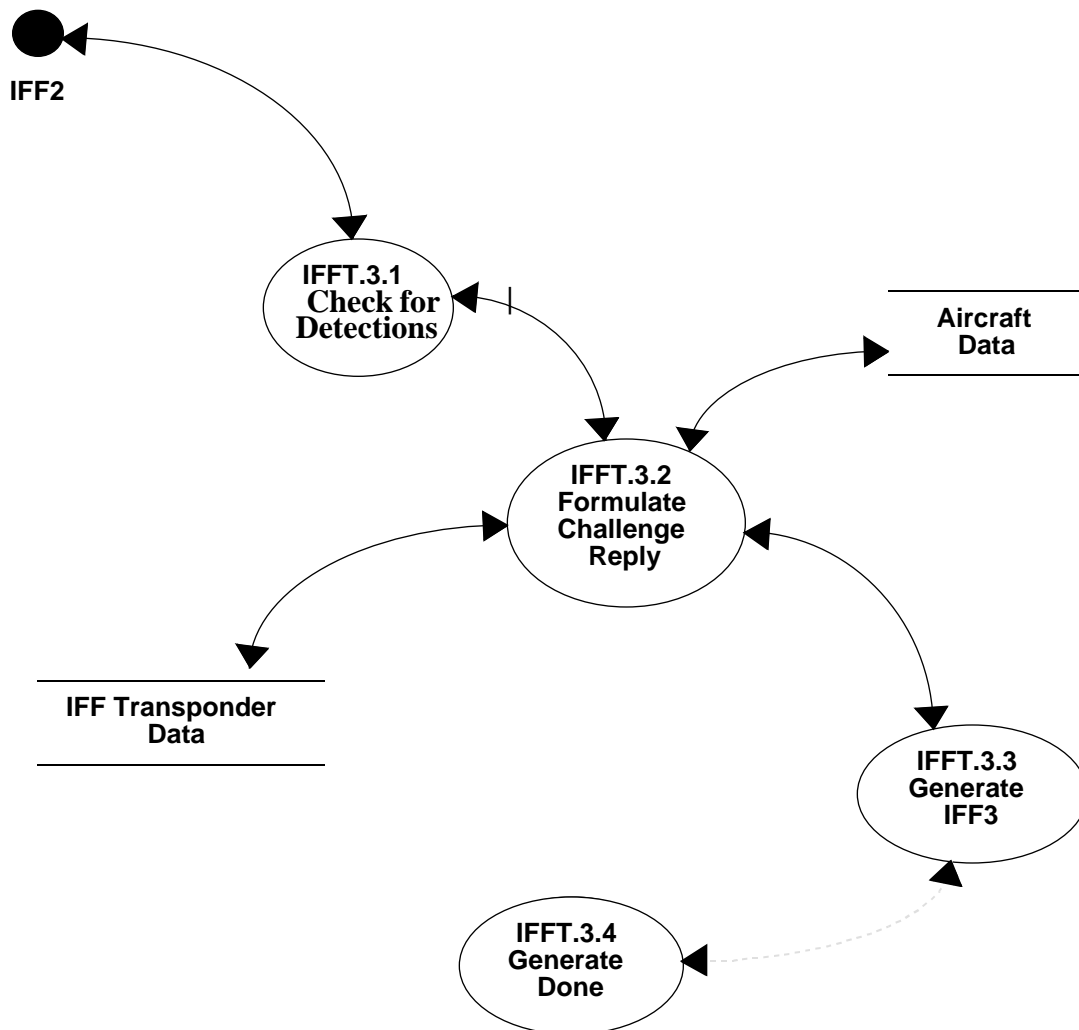 IFF2
IFFT.3.1
Check for
Detections
Aircraft
Data
IFFT.3.2
Formulate
Challenge
Reply
IFF Transponder
Data
IFFT.3.3
Generate
IFF3
IFFT.3.4
Generate
Done